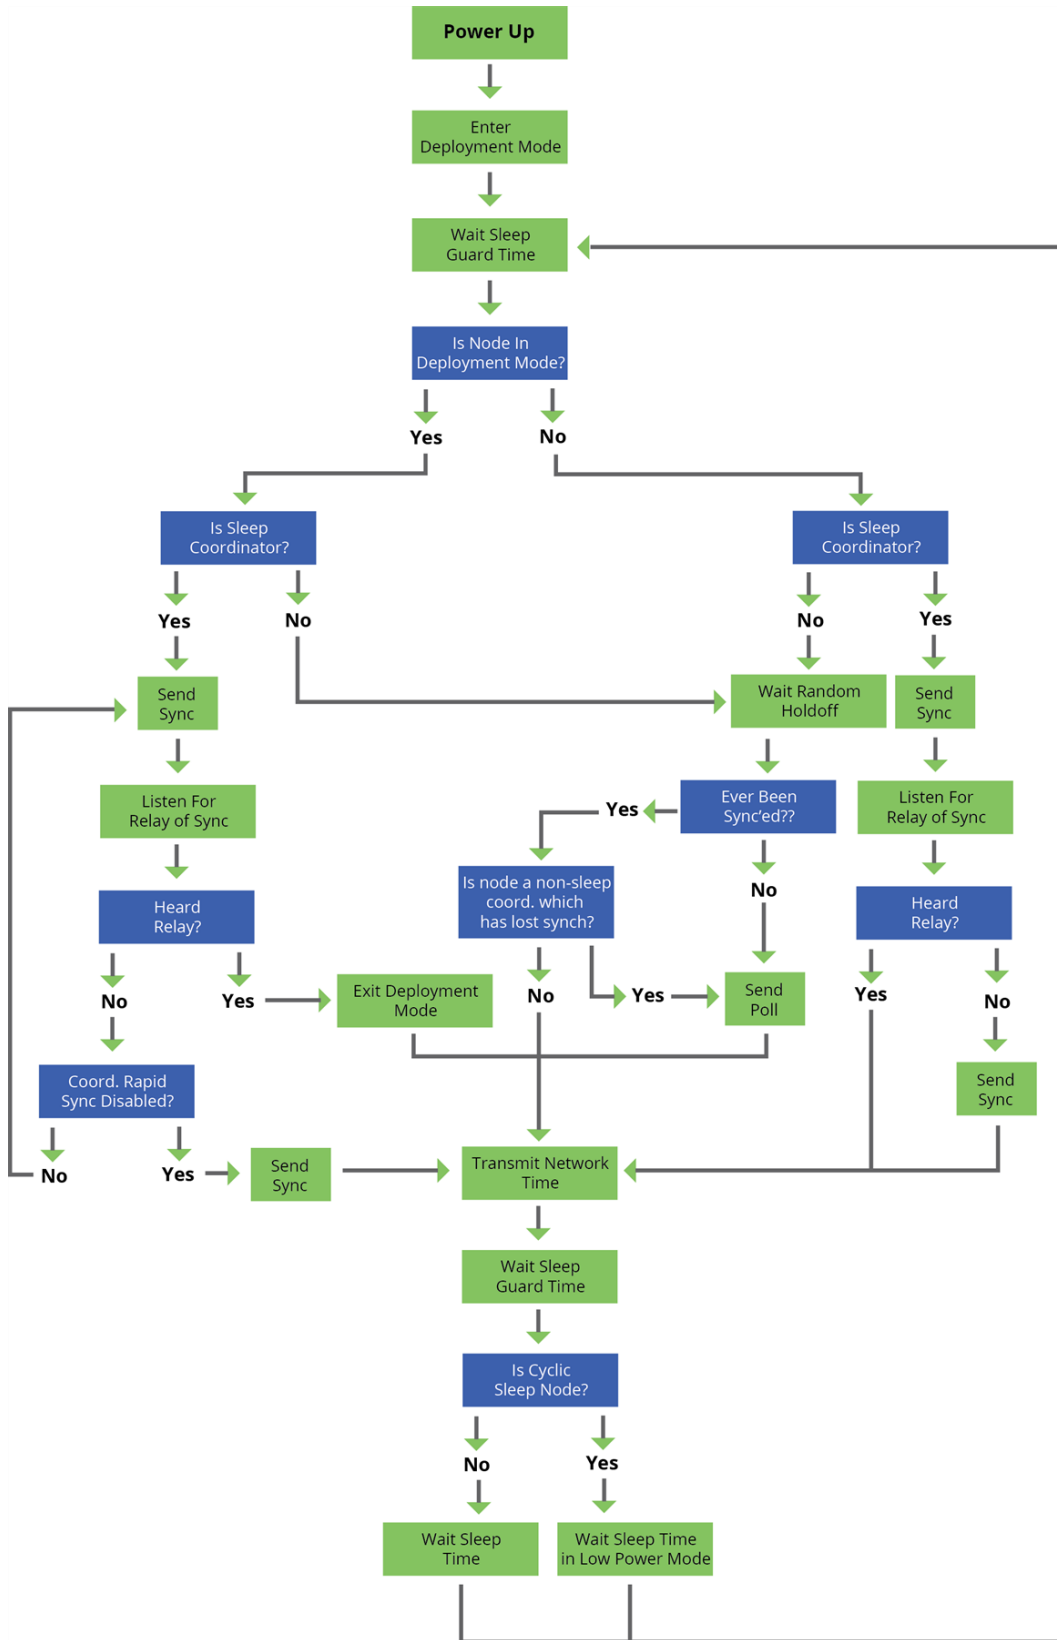 Power Up
Enter
Deployment Mode
Wait Sleep
Guard Time
Is Node In
Deployment Mode?
Yes
No
Is Sleep
Coordinator?
Is Sleep
Coordinator?
Yes
No
No
Yes
Send
Sync
Wait Random
Holdoff
Send
Sync
Listen For
Relay of Sync
Yes
Ever Been
Sync'ed??
Listen For
Relay of Sync
Heard
Relay?
Is node a non-sleep
coord. which
has lost synch?
No
Heard
Relay?
No
Yes
Exit Deployment
Mode
No
Yes
Send
Poll
Yes
No
Coord. Rapid
Sync Disabled?
Send
Sync
No
Yes
Send
Sync
Transmit Network
Time
Wait Sleep
Guard Time
Is Cyclic
Sleep Node?
No
Yes
Wait Sleep
Time
Wait Sleep Time
in Low Power Mode